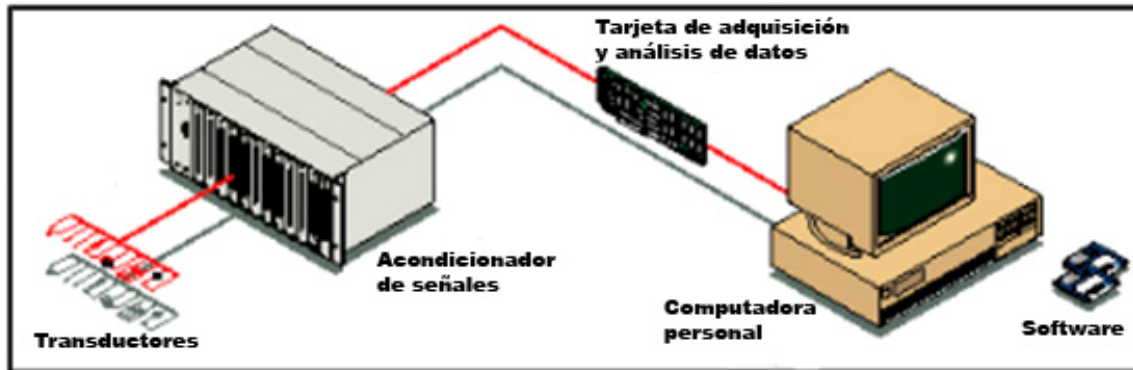 Tarjeta de adquisición
y análisis de datos
Acondicionador
de señales
Transductores
Computadora
personal
Software